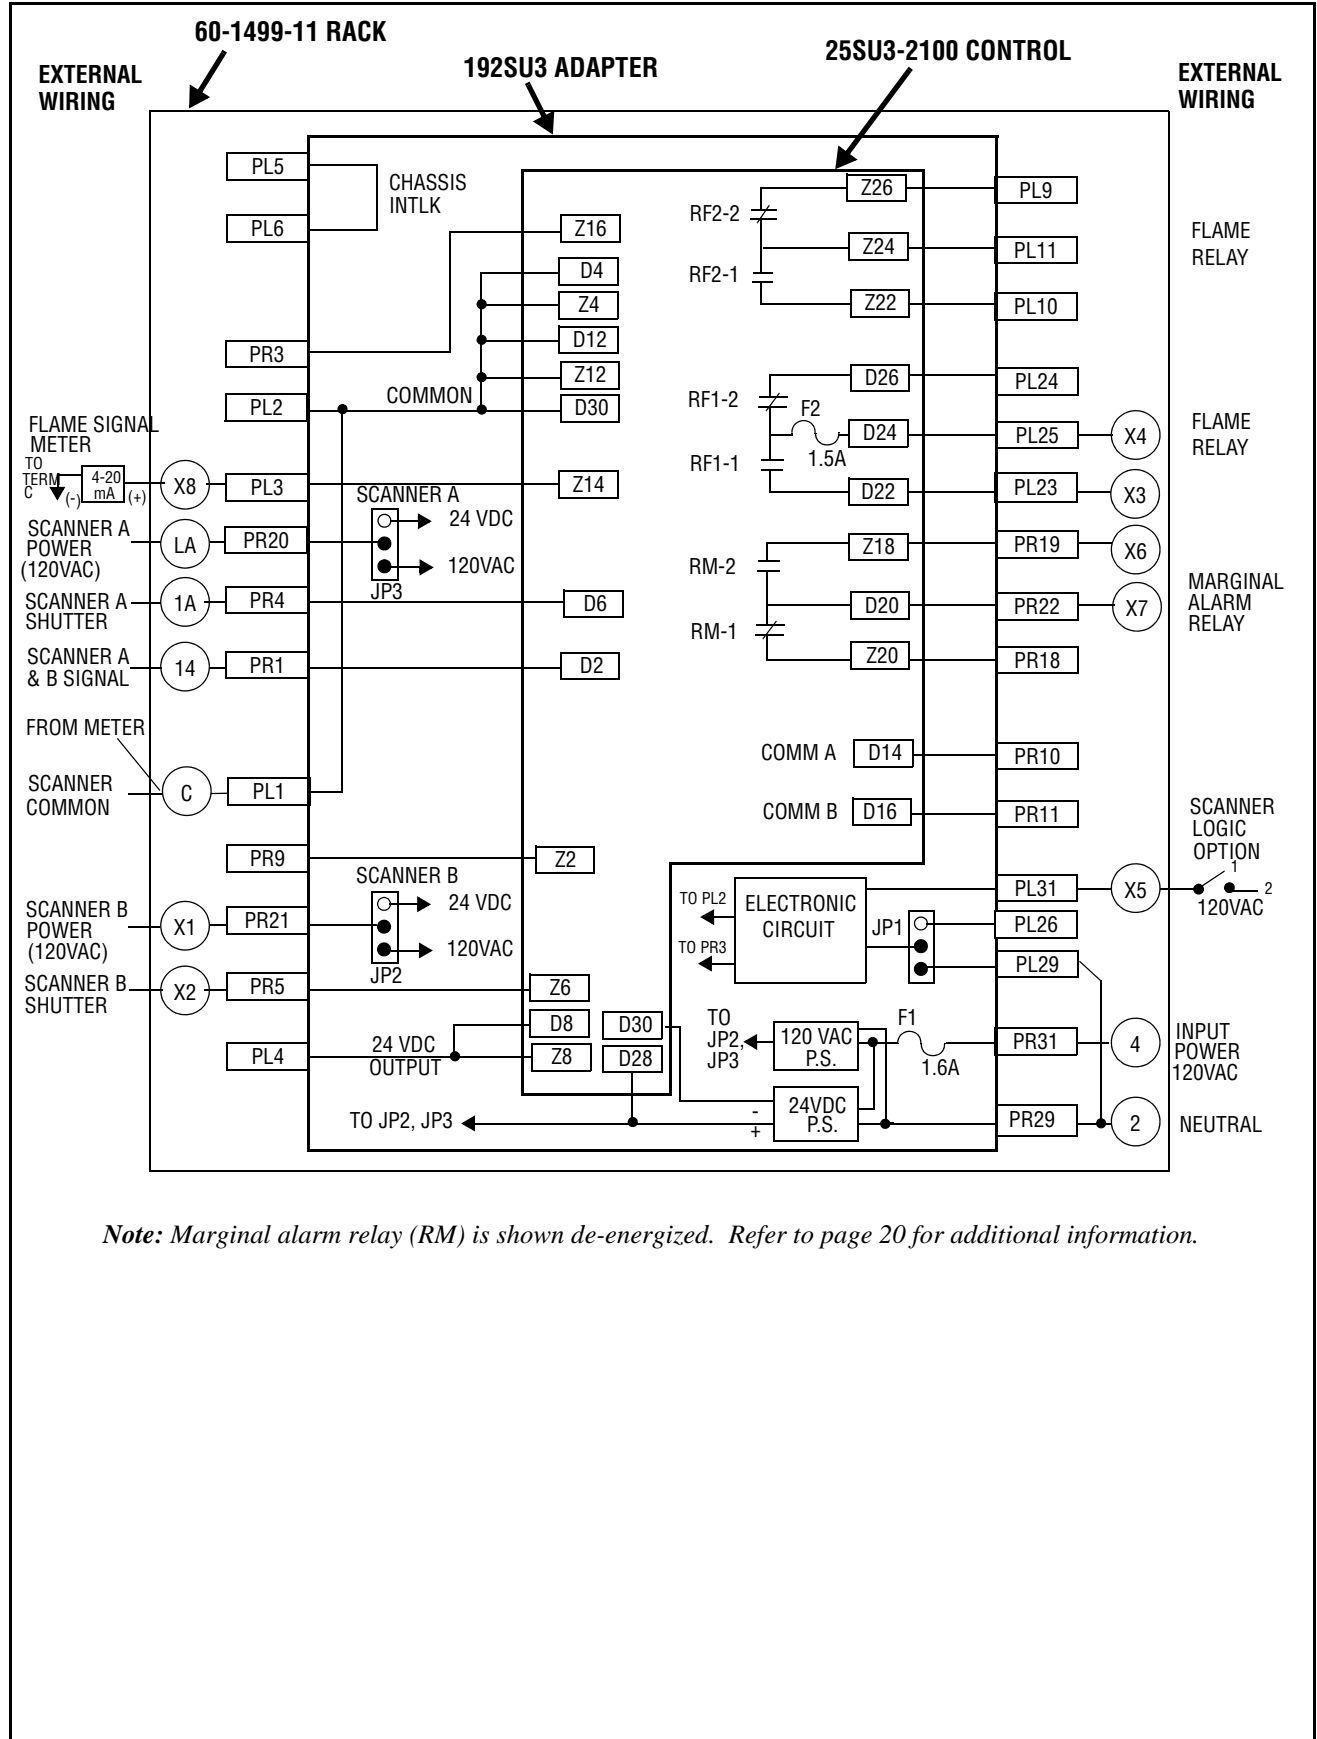 60-1499-11 RACK
192SU3 ADAPTER
25SU3-2100 CONTROL
EXTERNAL
WIRING
EXTERNAL
WIRING
PL5
CHASSIS
INTLK
PL6
Z16
D4
Z4
D12
PR3
Z12
COMMON
PL2
D30
FLAME SIGNAL
METER
TO
TERM
C
(-)
4-20
mA
(+)
X8
PL3
Z14
SCANNER A
24 VDC
120VAC
JP3
SCANNER A
POWER
(120VAC)
LA
PR20
SCANNER A
SHUTTER
1A
PR4
D6
SCANNER A
& B SIGNAL
14
PR1
D2
FROM METER
SCANNER
COMMON
C
PL1
PR9
Z2
SCANNER B
24 VDC
120VAC
JP2
SCANNER B
POWER
(120VAC)
X1
PR21
SCANNER B
SHUTTER
X2
PR5
Z6
D8
D30
PL4
24 VDC
OUTPUT
Z8
D28
TO JP2, JP3
RF2-2
Z26
PL9
Z24
PL11
FLAME
RELAY
RF2-1
Z22
PL10
RF1-2
D26
PL24
F2
1.5A
D24
PL25
X4
FLAME
RELAY
RF1-1
D22
PL23
X3
Z18
PR19
X6
RM-2
D20
PR22
X7
MARGINAL
ALARM
RELAY
RM-1
Z20
PR18
COMM A
D14
PR10
COMM B
D16
PR11
SCANNER
LOGIC
OPTION
1
2
120VAC
PL31
X5
TO PL2
TO PR3
ELECTRONIC
CIRCUIT
JP1
PL26
PL29
TO
JP2,
JP3
120 VAC
P.S.
F1
1.6A
PR31
4
INPUT
POWER
120VAC
-
+
24VDC
P.S.
PR29
2
NEUTRAL
Note: Marginal alarm relay (RM) is shown de-energized. Refer to page 20 for additional information.